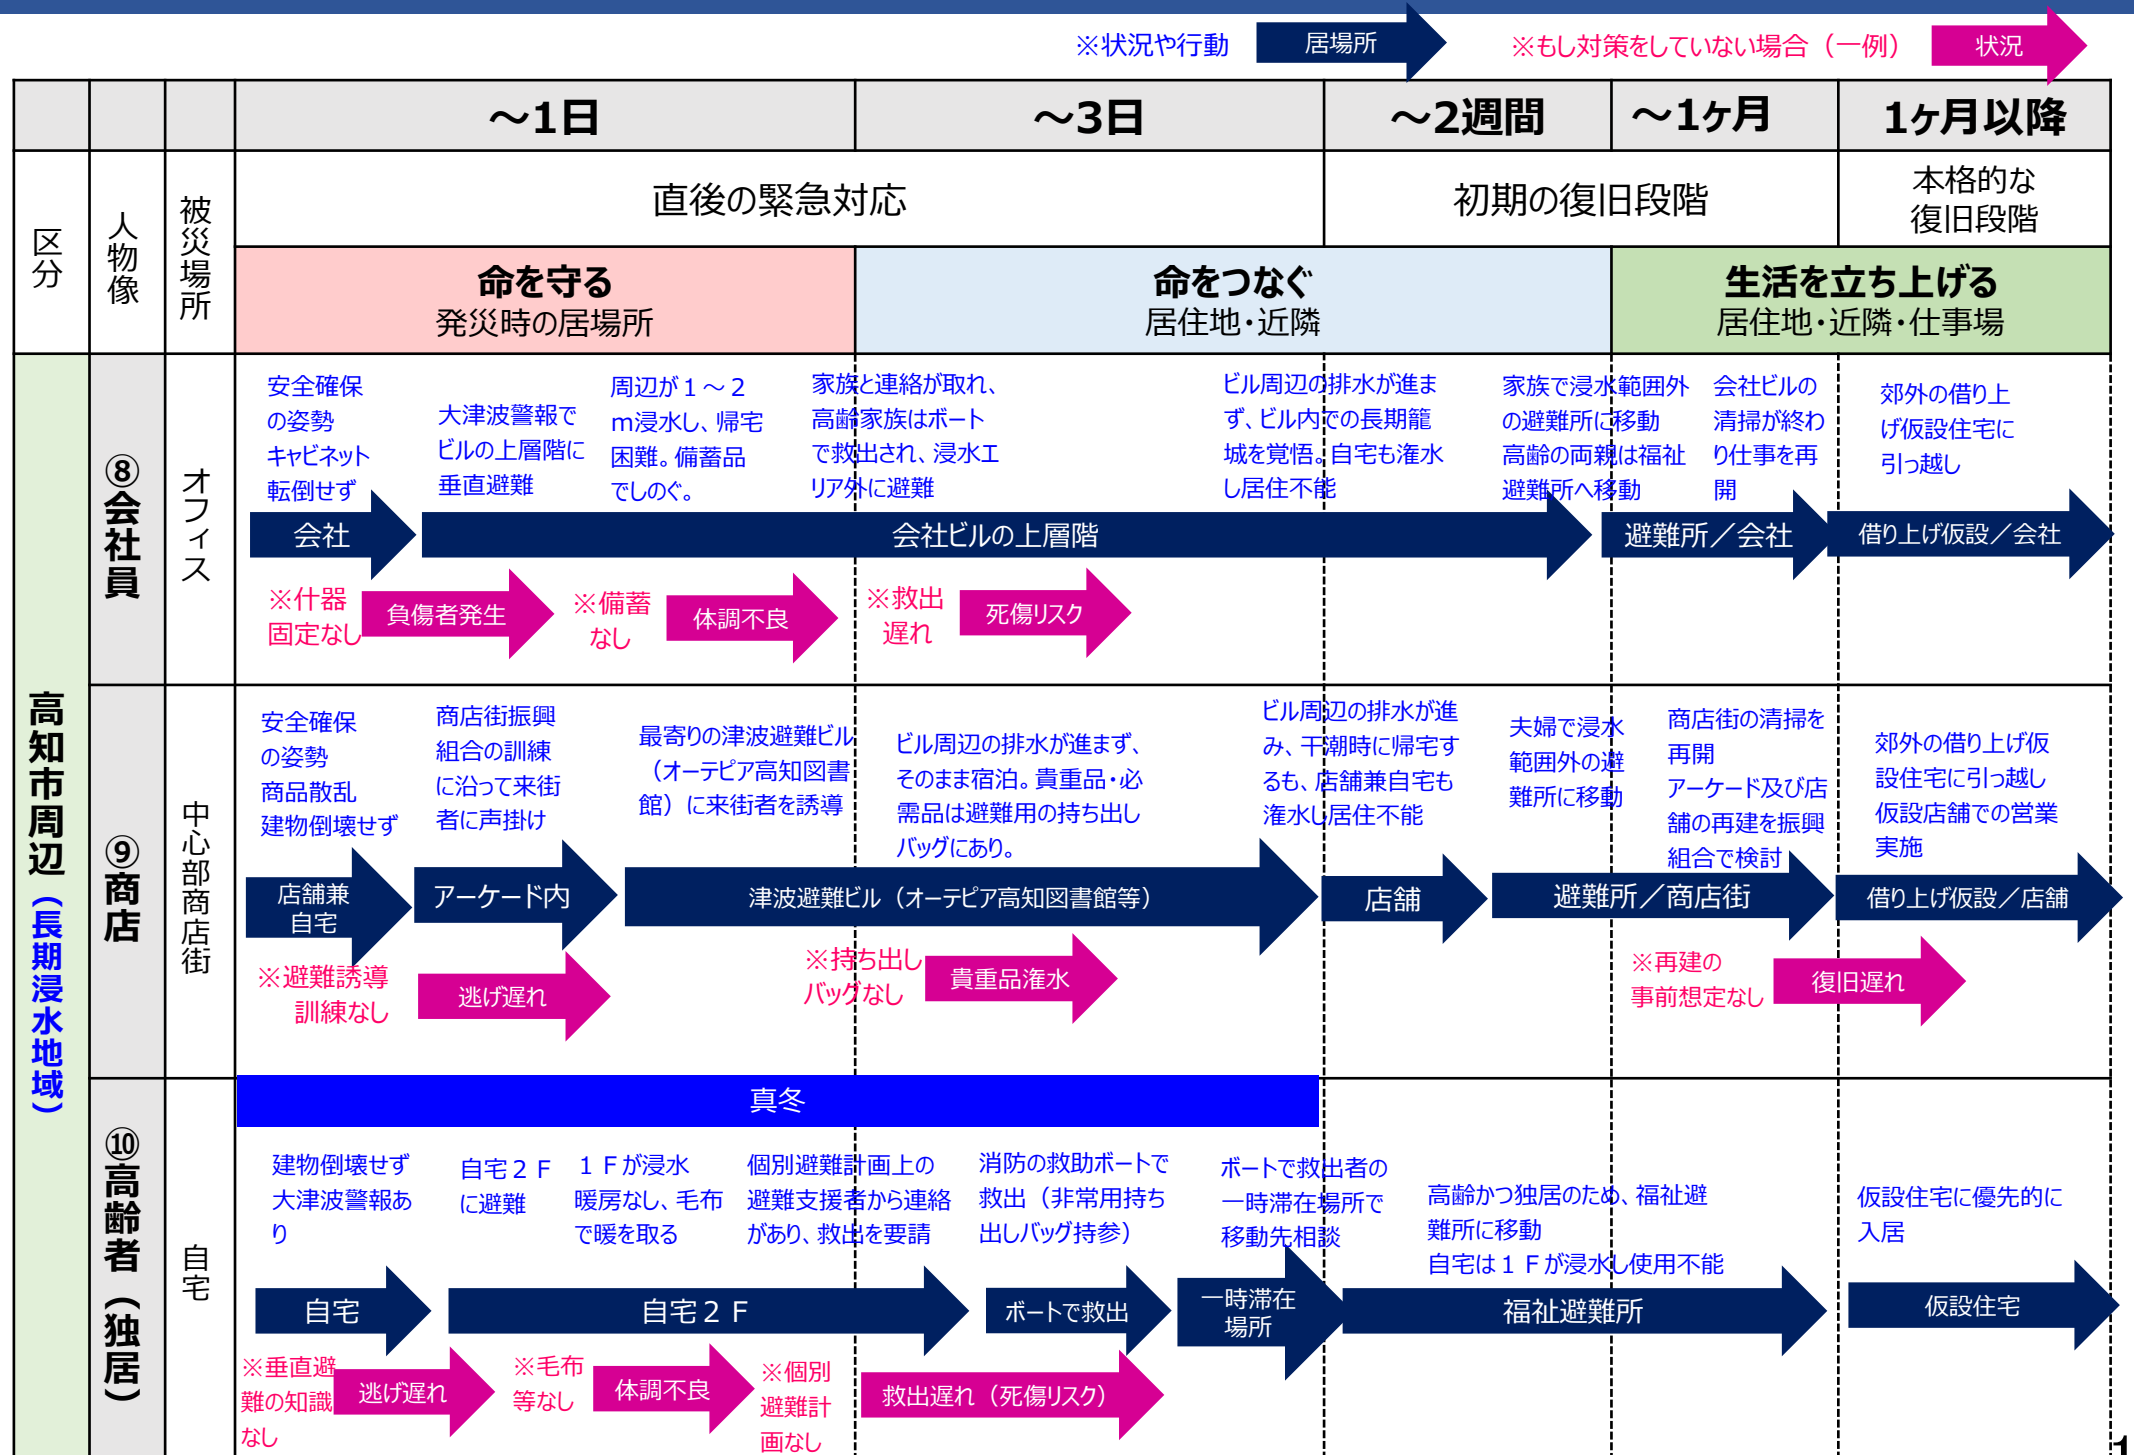 ※状況や行動
居場所
※もし対策をしていない場合（一例）
状況
～1日
～3日
～2週間
～1ヶ月
1ヶ月以降
区分
人物像
被災場所
直後の緊急対応
初期の復旧段階
本格的な
復旧段階
命を守る
発災時の居場所
命をつなぐ
居住地・近隣
生活を立ち上げる
居住地・近隣・仕事場
高知市周辺（長期浸水地域）
⑧会社員
オフィス
安全確保
の姿勢
キャビネット
転倒せず
大津波警報で
ビルの上層階に
垂直避難
周辺が１～２
ｍ浸水し、帰宅
困難。備蓄品
でしのぐ。
家族と連絡が取れ、
高齢家族はボート
で救出され、浸水エ
リア外に避難
ビル周辺の排水が進ま
ず、ビル内での長期籠
城を覚悟。自宅も潅水
し居住不能
家族で浸水範囲外
の避難所に移動
高齢の両親は福祉
避難所へ移動
会社ビルの
清掃が終わ
り仕事を再
開
郊外の借り上
げ仮設住宅に
引っ越し
会社
会社ビルの上層階
避難所／会社
借り上げ仮設／会社
※什器
固定なし
負傷者発生
※備蓄
なし
体調不良
※救出
遅れ
死傷リスク
⑨商店
中心部商店街
安全確保
の姿勢
商品散乱
建物倒壊せず
商店街振興
組合の訓練
に沿って来街
者に声掛け
最寄りの津波避難ビル
（オーテピア高知図書
館）に来街者を誘導
ビル周辺の排水が進まず、
そのまま宿泊。貴重品・必
需品は避難用の持ち出し
バッグにあり。
ビル周辺の排水が進
み、干潮時に帰宅す
るも、店舗兼自宅も
潅水し居住不能
夫婦で浸水
範囲外の避
難所に移動
商店街の清掃を
再開
アーケード及び店
舗の再建を振興
組合で検討
郊外の借り上げ仮
設住宅に引っ越し
仮設店舗での営業
実施
店舗兼
自宅
アーケード内
津波避難ビル（オーテピア高知図書館等）
店舗
避難所／商店街
借り上げ仮設／店舗
※避難誘導
訓練なし
逃げ遅れ
※持ち出し
バッグなし
貴重品潅水
※再建の
事前想定なし
復旧遅れ
⑩高齢者（独居）
自宅
真冬
建物倒壊せず
大津波警報あ
り
自宅２Ｆ
に避難
１Ｆが浸水
暖房なし、毛布
で暖を取る
個別避難計画上の
避難支援者から連絡
があり、救出を要請
消防の救助ボートで
救出（非常用持ち
出しバッグ持参）
ボートで救出者の
一時滞在場所で
移動先相談
高齢かつ独居のため、福祉避
難所に移動
自宅は１Ｆが浸水し使用不能
仮設住宅に優先的に
入居
自宅
自宅２Ｆ
ボートで救出
一時滞在
場所
福祉避難所
仮設住宅
※垂直避
難の知識
なし
逃げ遅れ
※毛布
等なし
体調不良
※個別
避難計
画なし
救出遅れ（死傷リスク）